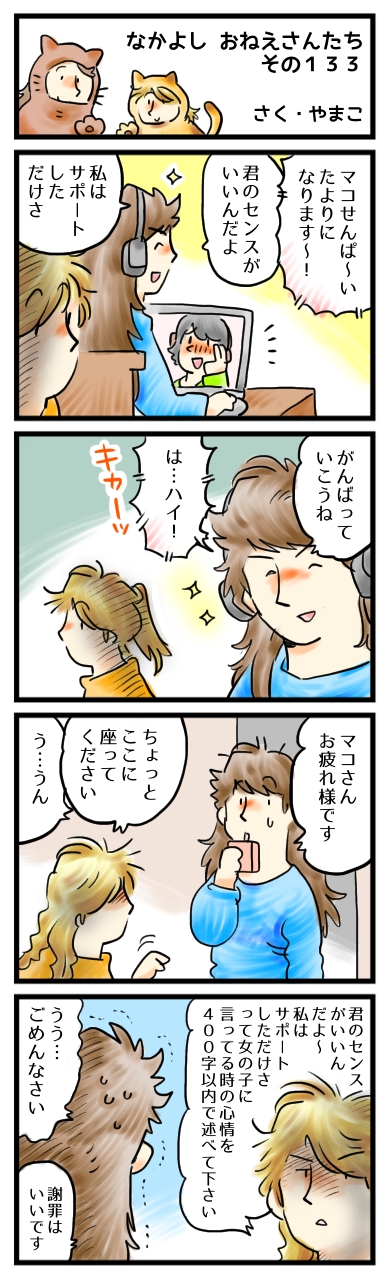 なかよし おねえさんたち
その１３３
さく・やまこ
マコせんぱ〜い
たよりに
なります〜！
君のセンスが
いいんだよ
私は
サポート
した
だけさ
がんばって
いこうね
は…ハイ！
キャーッ
マコさん
お疲れ様です
ちょっと
ここに
座って
ください
う…うん
君のセンス
がいいん
だよ〜
私は
サポート
しただけさ
って女の子に
言ってる時の心情を
４００字以内で述べて下さい
うう…
ごめんなさい
謝罪は
いいです